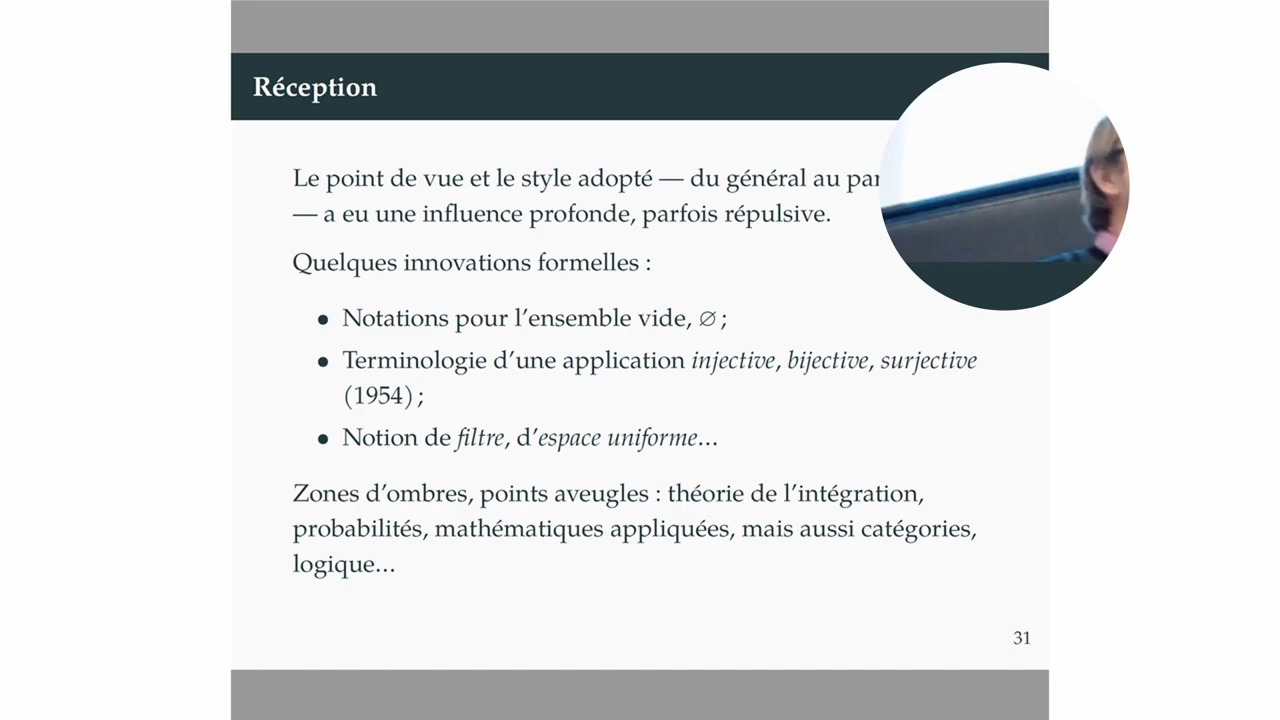 Réception
Le point de vue et le style adopté — du général au
— a eu une influence profonde, parfois répulsive.
Quelques innovations formelles :
• Notations pour l'ensemble vide, ∅ ;
• Terminologie d'une application injective, bijective, surjective
(1954) ;
• Notion de filtre, d'espace uniforme…
Zones d'ombres, points aveugles : théorie de l'intégration,
probabilités, mathématiques appliquées, mais aussi catégories,
logique…
31